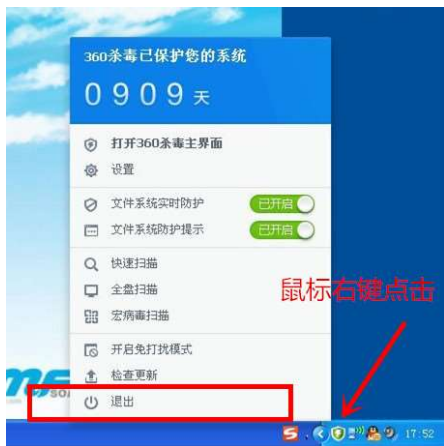 360杀毒已保护您的系统
0909天
打开360杀毒主界面
设置
文件系统实时防护 已开启
文件系统防护提示 已开启
快速扫描
全盘扫描
宏病毒扫描
鼠标右键点击
开启免打扰模式
检查更新
退出
17:52